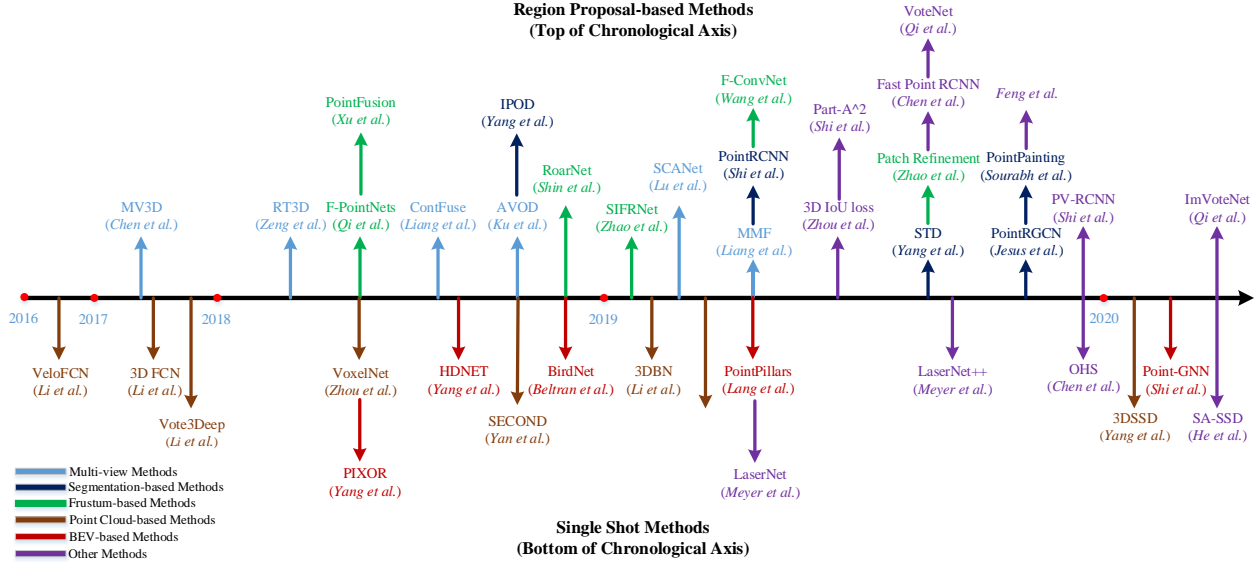 Region Proposal-based Methods
(Top of Chronological Axis)
VoteNet
(Qi et al.)
F-ConvNet
(Wang et al.)
Fast Point RCNN
(Chen et al.)
Feng et al.
PointFusion
(Xu et al.)
IPOD
(Yang et al.)
Part-A^2
(Shi et al.)
RoarNet
(Shin et al.)
SCANet
(Lu et al.)
PointRCNN
(Shi et al.)
Patch Refinement
(Zhao et al.)
PointPainting
(Sourabh et al.)
MV3D
(Chen et al.)
RT3D
(Zeng et al.)
F-PointNets
(Qi et al.)
ContFuse
(Liang et al.)
AVOD
(Ku et al.)
SIFRNet
(Zhao et al.)
MMF
(Liang et al.)
3D IoU loss
(Zhou et al.)
STD
(Yang et al.)
PointRGCN
(Jesus et al.)
PV-RCNN
(Shi et al.)
ImVoteNet
(Qi et al.)
2016
2017
2018
2019
2020
VeloFCN
(Li et al.)
3D FCN
(Li et al.)
Vote3Deep
(Li et al.)
VoxelNet
(Zhou et al.)
HDNET
(Yang et al.)
SECOND
(Yan et al.)
BirdNet
(Beltran et al.)
3DBN
(Li et al.)
PointPillars
(Lang et al.)
LaserNet++
(Meyer et al.)
OHS
(Chen et al.)
3DSSD
(Yang et al.)
Point-GNN
(Shi et al.)
SA-SSD
(He et al.)
PIXOR
(Yang et al.)
LaserNet
(Meyer et al.)
Multi-view Methods
Segmentation-based Methods
Frustum-based Methods
Point Cloud-based Methods
BEV-based Methods
Other Methods
Single Shot Methods
(Bottom of Chronological Axis)